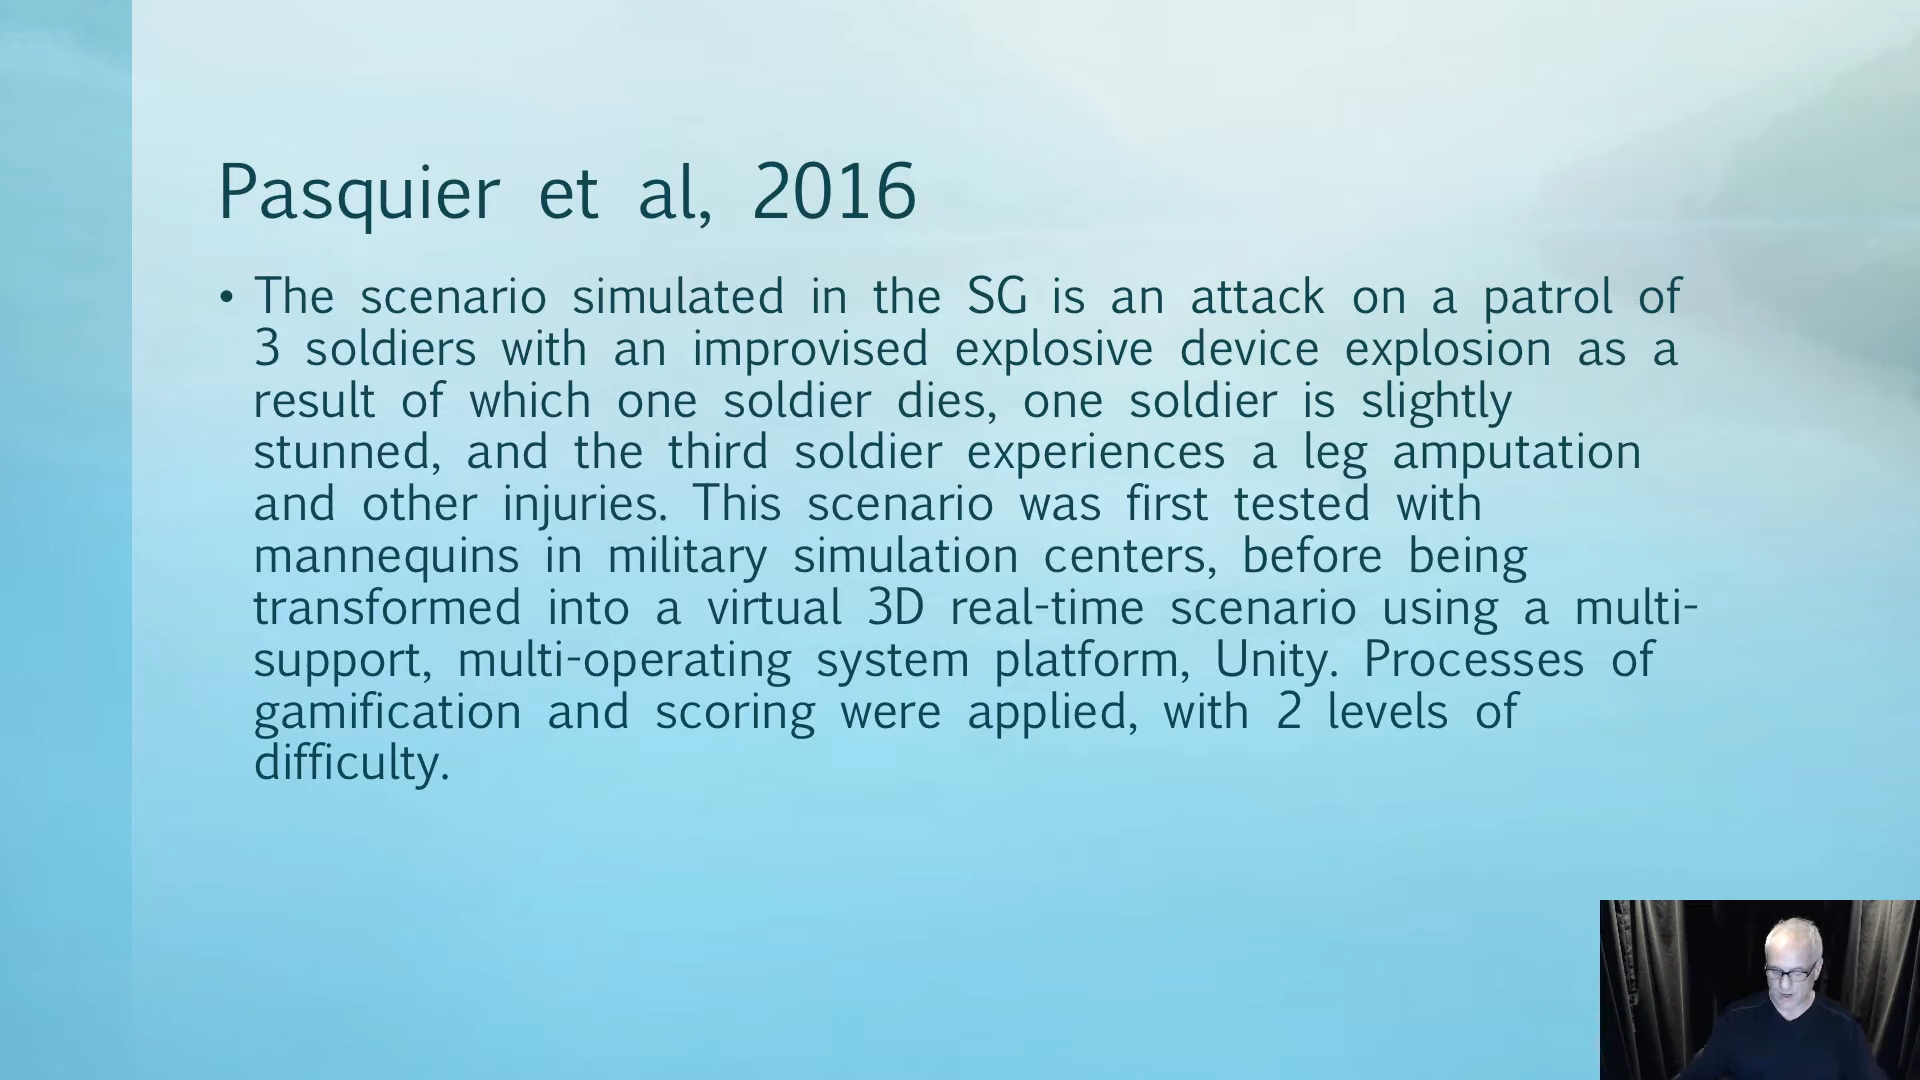 Pasquier et al, 2016
• The scenario simulated in the SG is an attack on a patrol of
3 soldiers with an improvised explosive device explosion as a
result of which one soldier dies, one soldier is slightly
stunned, and the third soldier experiences a leg amputation
and other injuries. This scenario was first tested with
mannequins in military simulation centers, before being
transformed into a virtual 3D real-time scenario using a multi-
support, multi-operating system platform, Unity. Processes of
gamification and scoring were applied, with 2 levels of
difficulty.